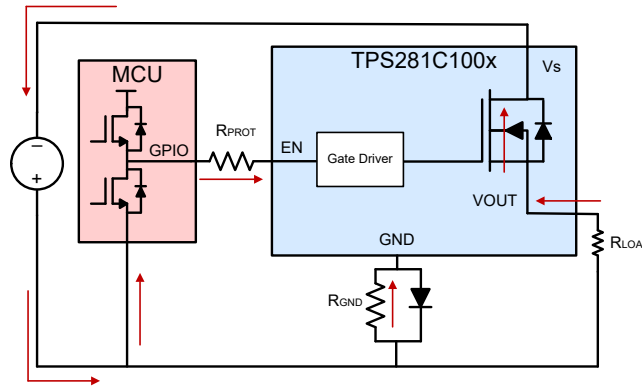 TPS281C100x
Vs
MCU
RPROT
GPIO
EN
Gate Driver
VOUT
GND
RLOA
RGND
−
+